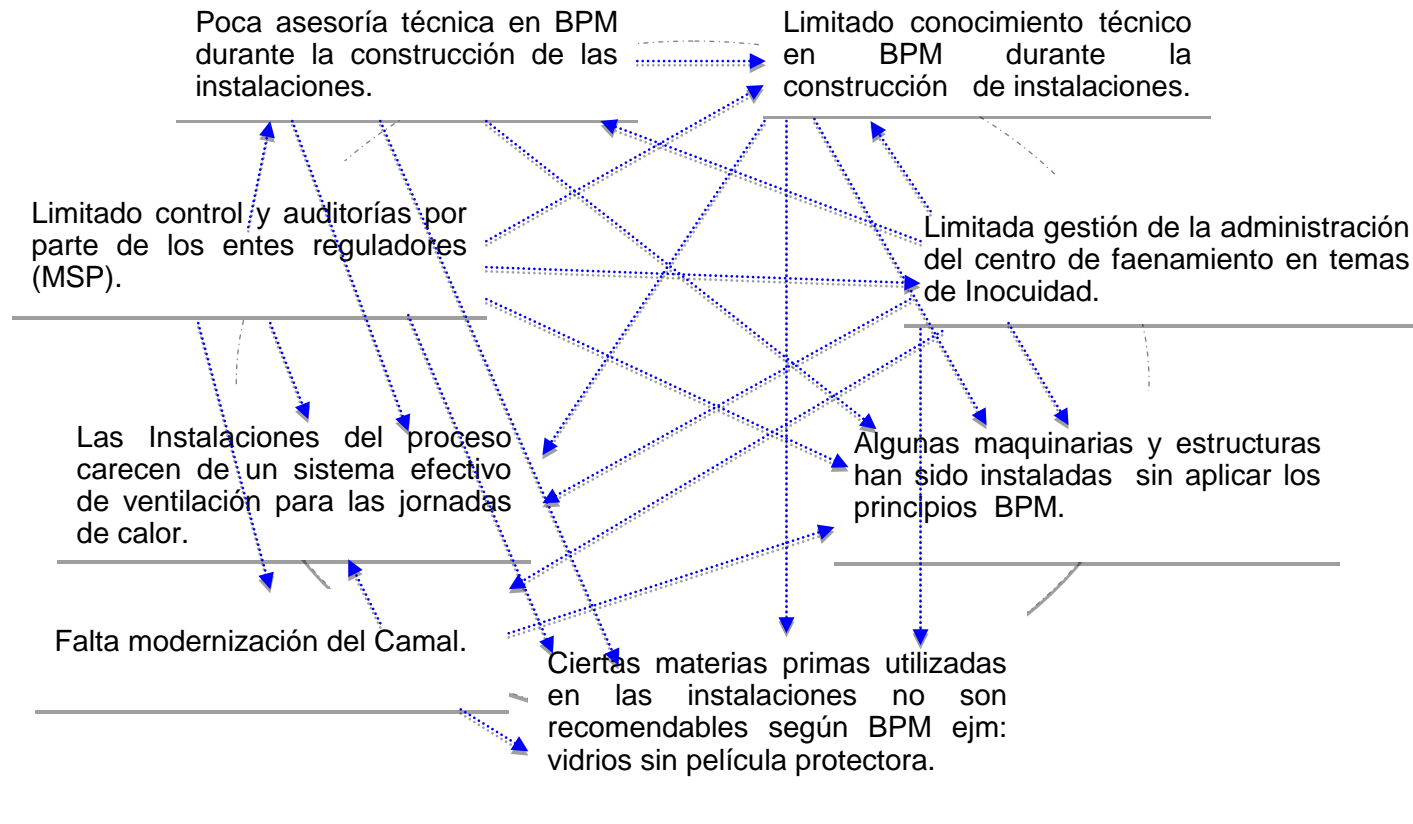 Poca asesoría técnica en BPM
durante la construcción de las
instalaciones.
Limitado conocimiento técnico
en BPM durante la
construcción de instalaciones.
Limitado control y auditorías por
parte de los entes reguladores
(MSP).
Limitada gestión de la administración
del centro de faenamiento en temas
de Inocuidad.
Las Instalaciones del proceso
carecen de un sistema efectivo
de ventilación para las jornadas
de calor.
Algunas maquinarias y estructuras
han sido instaladas sin aplicar los
principios BPM.
Falta modernización del Camal.
Ciertas materias primas utilizadas
en las instalaciones no son
recomendables según BPM ejm:
vidrios sin película protectora.